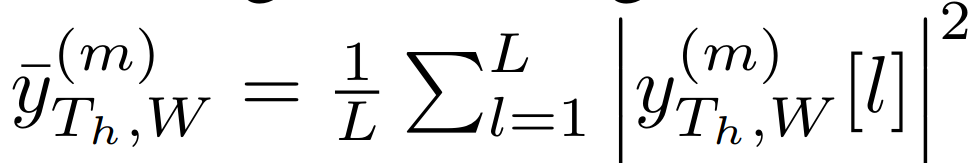 $\bar{y}_{T_h,W}^{(m)} = \frac{1}{L} \sum_{l=1}^{L} \left| y_{T_h,W}^{(m)}[l] \right|^2$